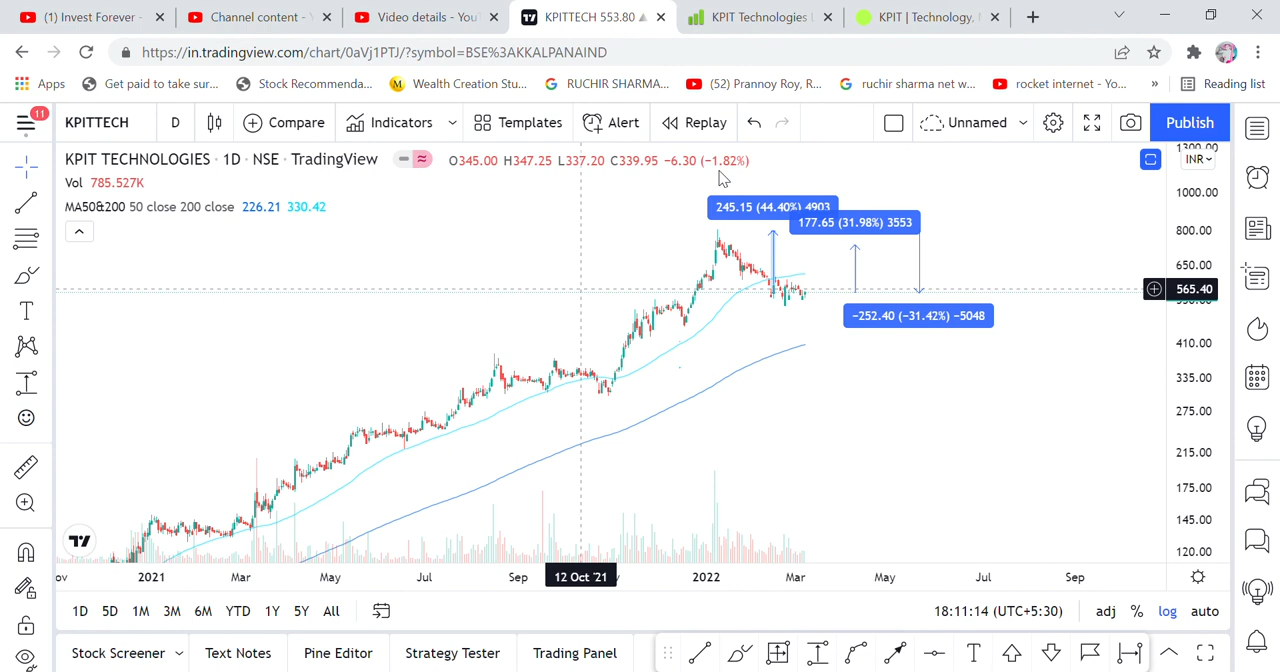 (1) Invest Forever -
Channel content -
Video details - You
KPITTECH 553.80
KPIT Technologies
KPIT | Technology,
https://in.tradingview.com/chart/0aVj1PTJ/?symbol=BSE%3AKKALPANAIND
Apps
Get paid to take sur...
Stock Recommenda...
M
Wealth Creation Stu...
G
RUCHIR SHARMA...
(52) Prannoy Roy, R...
G
ruchir sharma net w...
rocket internet - Yo...
»
Reading list
11
KPITTECH
D
Compare
Indicators
Templates
Alert
Replay
Unnamed
Publish
KPIT TECHNOLOGIES · 1D · NSE · TradingView
O345.00 H347.25 L337.20 C339.95 −6.30 (−1.82%)
Vol 785.527K
MA50&200 50 close 200 close 226.21 330.42
245.15 (44.40%) 4903
177.65 (31.98%) 3553
−252.40 (−31.42%) −5048
1300.00
INR
1000.00
800.00
650.00
565.40
410.00
335.00
275.00
215.00
175.00
145.00
120.00
ov
2021
Mar
May
Jul
Sep
12 Oct '21
2022
Mar
May
Jul
Sep
1D 5D 1M 3M 6M YTD 1Y 5Y All
18:11:14 (UTC+5:30)
adj % log auto
Stock Screener
Text Notes
Pine Editor
Strategy Tester
Trading Panel